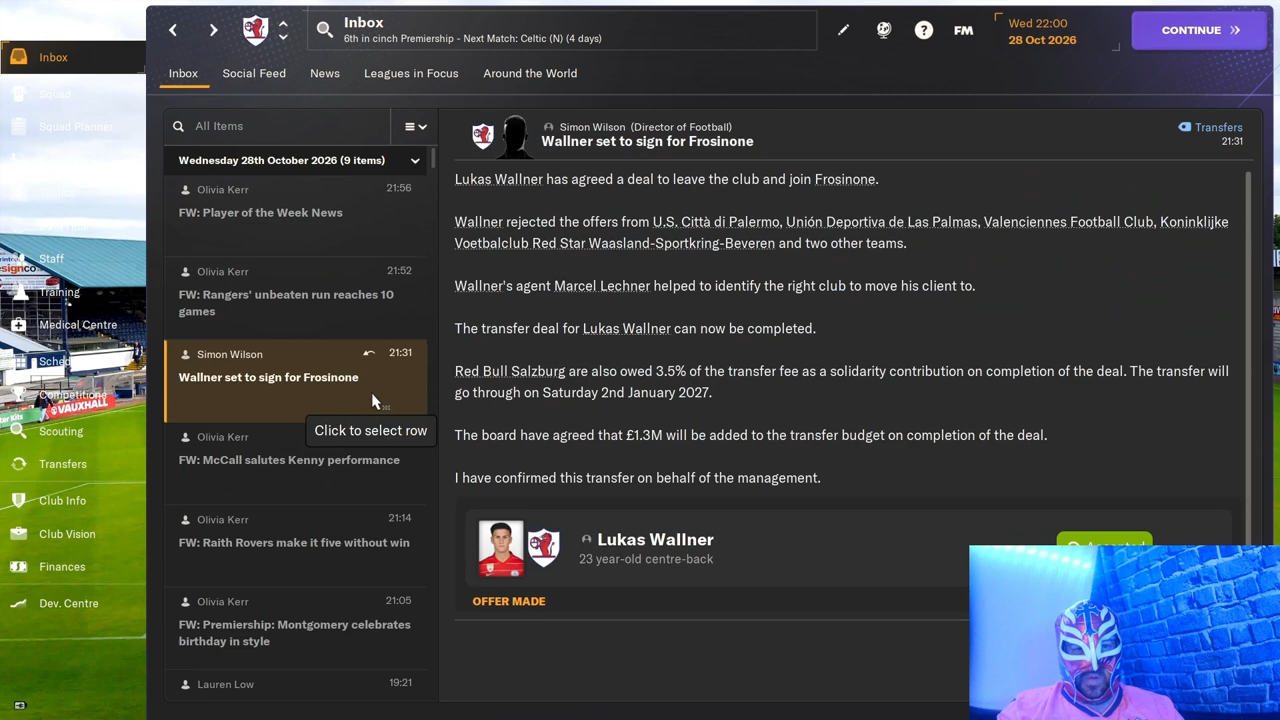 Inbox
6th in cinch Premiership - Next Match: Celtic (N) (4 days)
FM
Wed 22:00
28 Oct 2026
CONTINUE
Inbox
Social Feed
News
Leagues in Focus
Around the World
Inbox
Squad
Squad Planner
Staff
Training
Medical Centre
Sched
Competitions
Scouting
Transfers
Club Info
Club Vision
Finances
Dev. Centre
VAUXHALL
All Items
Wednesday 28th October 2026 (9 items)
Olivia Kerr 21:56
FW: Player of the Week News
Olivia Kerr 21:52
FW: Rangers' unbeaten run reaches 10
games
Simon Wilson 21:31
Wallner set to sign for Frosinone
Click to select row
Olivia Kerr
FW: McCall salutes Kenny performance
Olivia Kerr 21:14
FW: Raith Rovers make it five without win
Olivia Kerr 21:05
FW: Premiership: Montgomery celebrates
birthday in style
Lauren Low 19:21
Simon Wilson (Director of Football)
Wallner set to sign for Frosinone
Transfers
21:31
Lukas Wallner has agreed a deal to leave the club and join Frosinone.
Wallner rejected the offers from U.S. Città di Palermo, Unión Deportiva de Las Palmas, Valenciennes Football Club, Koninklijke
Voetbalclub Red Star Waasland-Sportkring-Beveren and two other teams.
Wallner's agent Marcel Lechner helped to identify the right club to move his client to.
The transfer deal for Lukas Wallner can now be completed.
Red Bull Salzburg are also owed 3.5% of the transfer fee as a solidarity contribution on completion of the deal. The transfer will
go through on Saturday 2nd January 2027.
The board have agreed that £1.3M will be added to the transfer budget on completion of the deal.
I have confirmed this transfer on behalf of the management.
Lukas Wallner
23 year-old centre-back
OFFER MADE